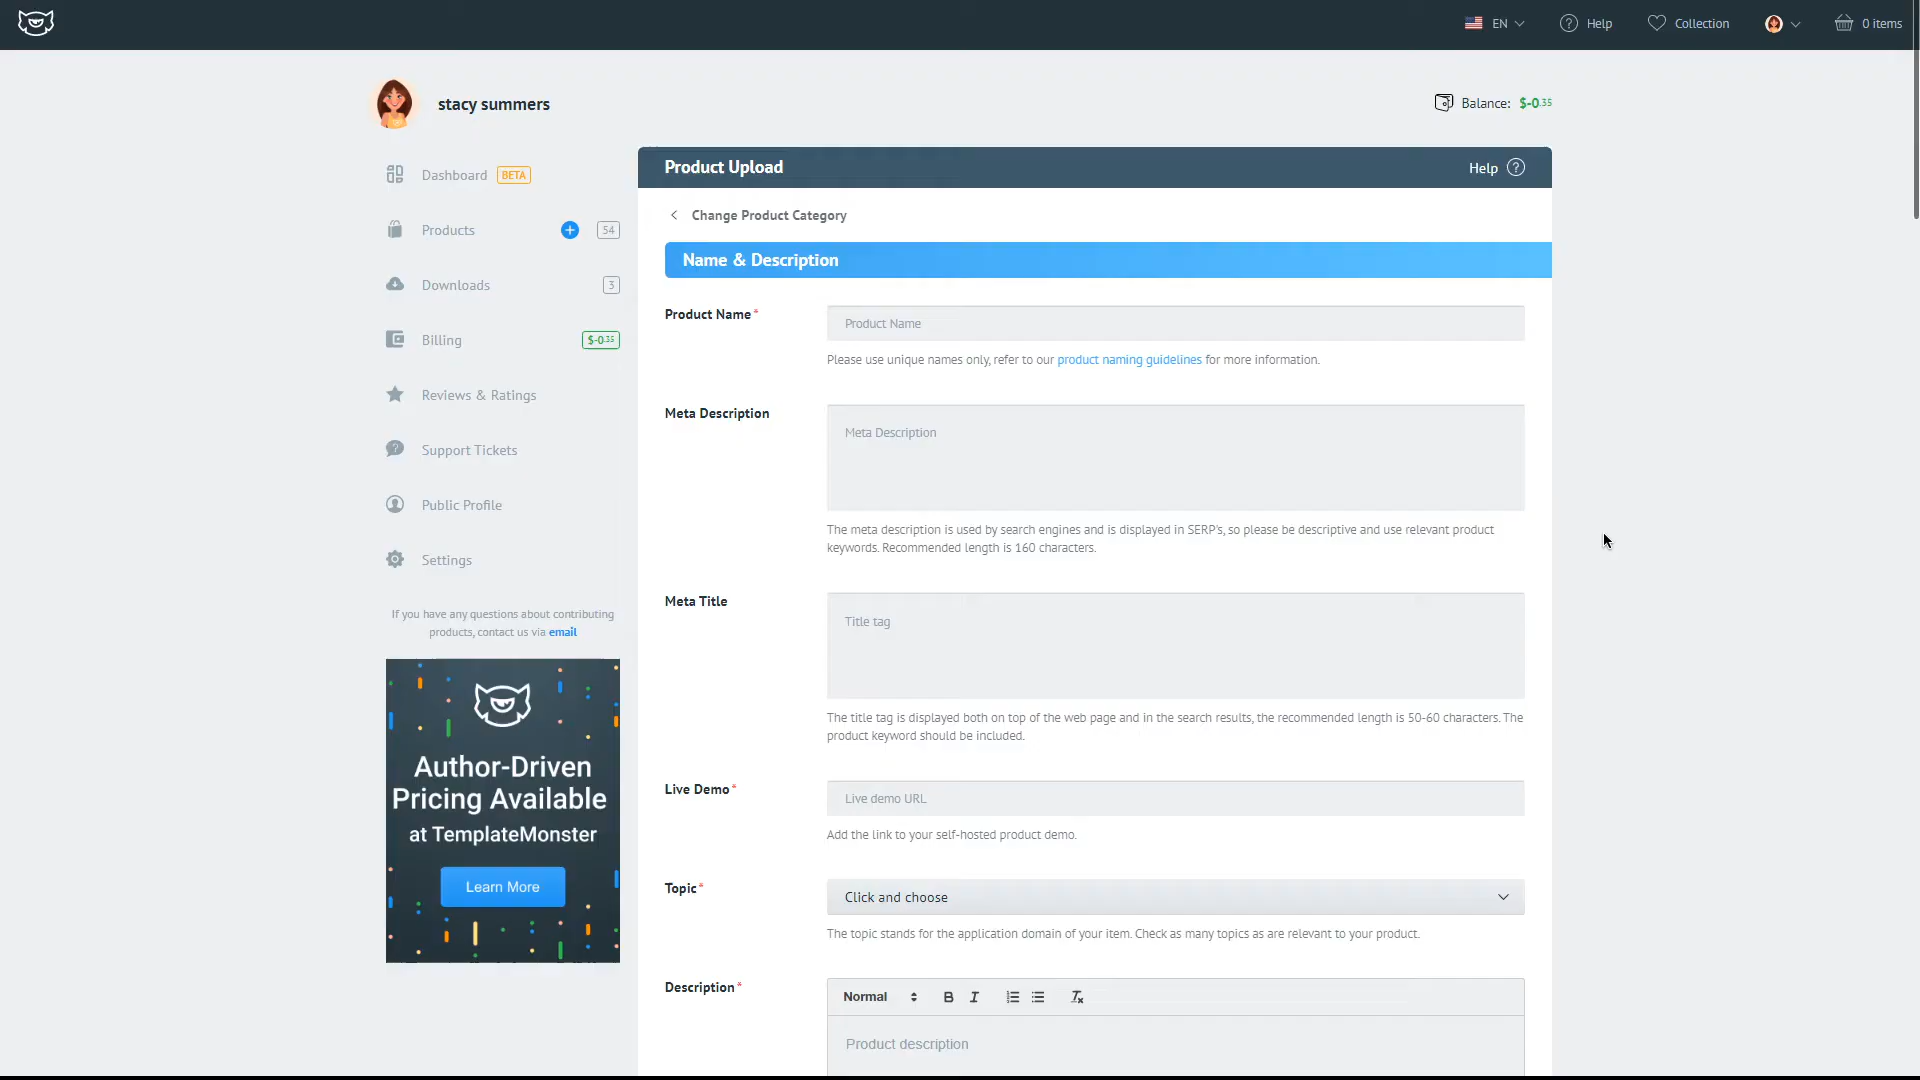 EN
Help
Collection
0 items
stacy summers
Balance: $-0.35
Dashboard BETA
Products 54
Downloads 3
Billing $-0.35
Reviews & Ratings
Support Tickets
Public Profile
Settings
If you have any questions about contributing
products, contact us via email
Author-Driven
Pricing Available
at TemplateMonster
Learn More
Product Upload
Help
Change Product Category
Name & Description
Product Name*
Product Name
Please use unique names only, refer to our product naming guidelines for more information.
Meta Description
Meta Description
The meta description is used by search engines and is displayed in SERP's, so please be descriptive and use relevant product
keywords. Recommended length is 160 characters.
Meta Title
Title tag
The title tag is displayed both on top of the web page and in the search results, the recommended length is 50-60 characters. The
product keyword should be included.
Live Demo*
Live demo URL
Add the link to your self-hosted product demo.
Topic*
Click and choose
The topic stands for the application domain of your item. Check as many topics as are relevant to your product.
Description*
Normal B I
Product description